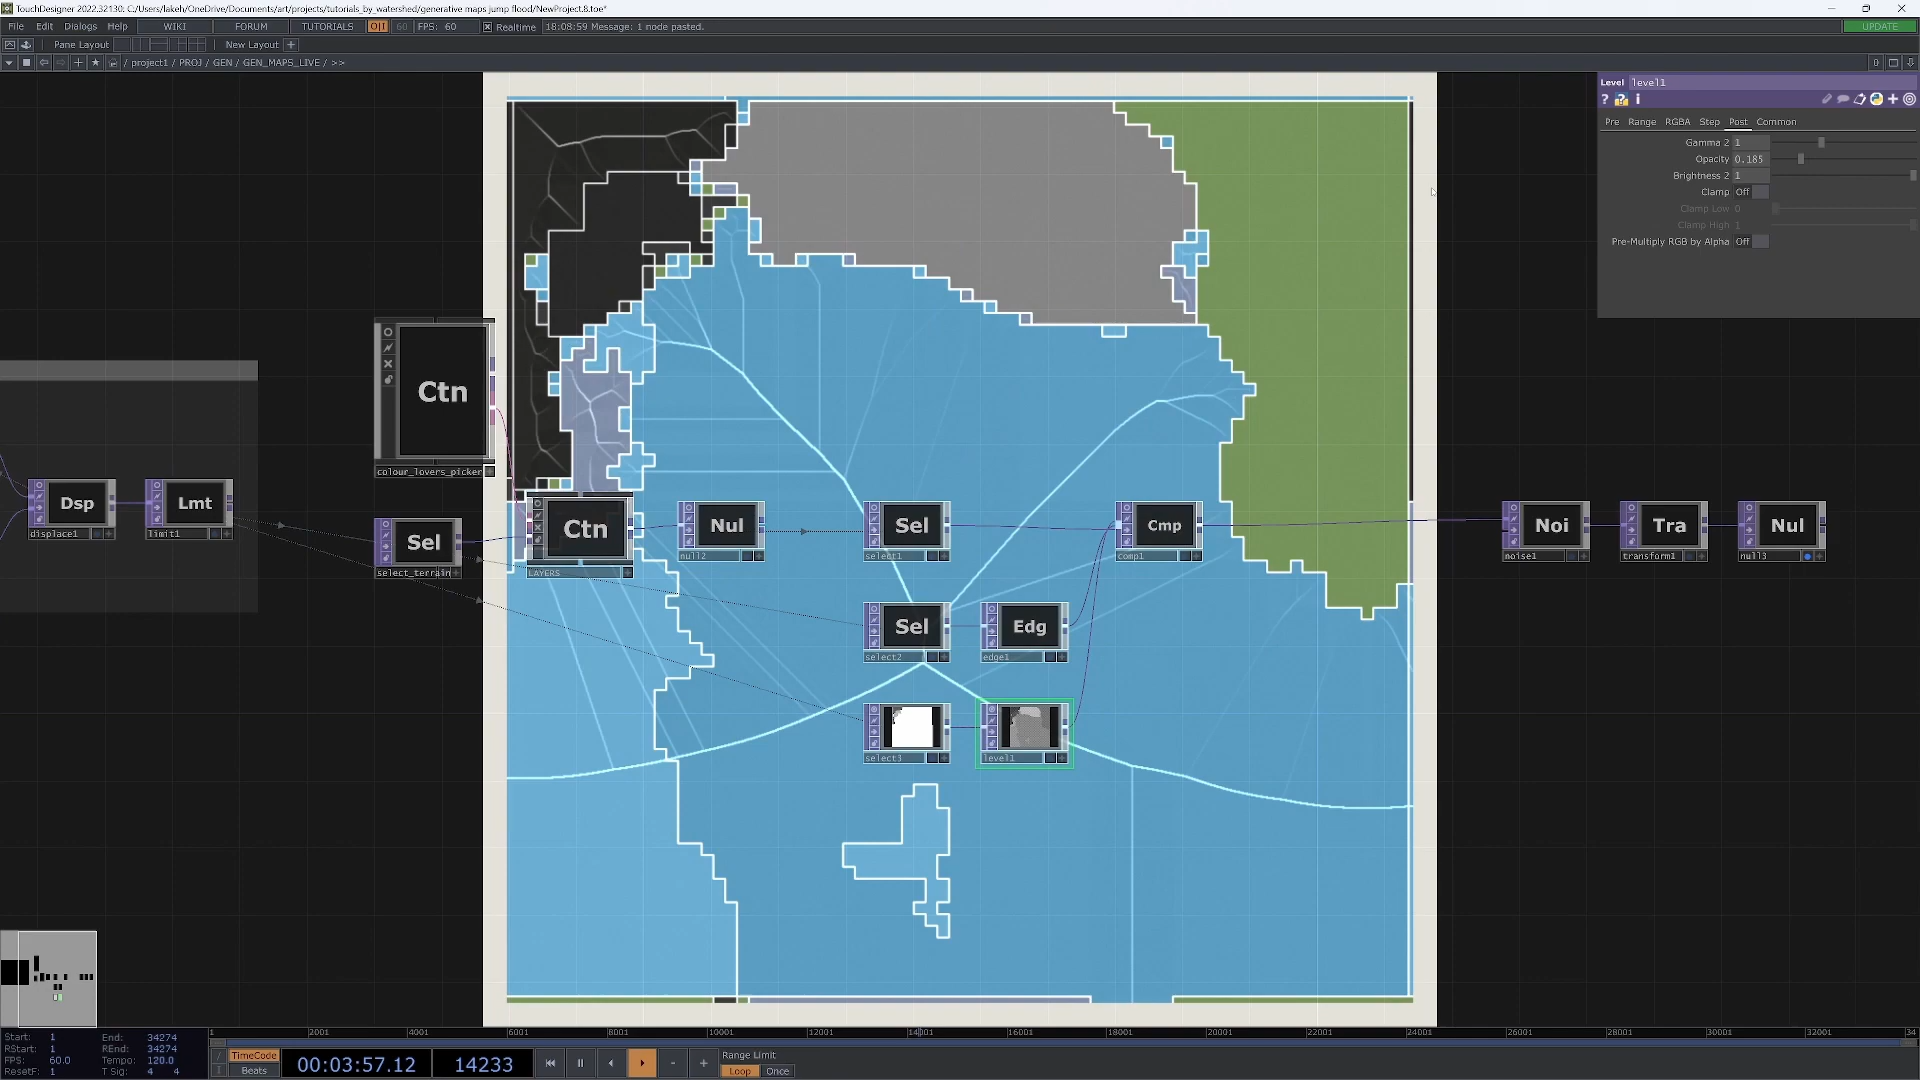 TouchDesigner 2022.32130: C:/Users/lakeh/OneDrive/Documents/art/projects/tutorials_by_watershed/generative maps jump flood/NewProject.8.toe*
File Edit Dialogs Help WIKI FORUM TUTORIALS O|I 60 FPS: 60 Realtime 18:08:59 Message: 1 node pasted. UPDATE
Pane Layout New Layout +
/ project1 / PROJ / GEN / GEN_MAPS_LIVE / >>
Level level1
? ? i
Pre Range RGBA Step Post Common
Gamma 2 1
Opacity 0.185
Brightness 2 1
Clamp Off
Clamp Low 0
Clamp High 1
Pre-Multiply RGB by Alpha Off
Ctn
colour_lovers_picker
Dsp
displace1
Lmt
limit1
Sel
select_terrain
Ctn
LAYERS
Nul
null2
Sel
select1
Cmp
comp1
Noi
noise1
Tra
transform1
Nul
null3
Sel
select2
Edg
edge1
select3
level1
1 2001 4001 6001 8001 10001 12001 14001 16001 18001 20001 22001 24001 26001 28001 30001 32001 34
Start: 1 End: 34274
RStart: 1 REnd: 34274
FPS: 60.0 Tempo: 120.0
ResetF: 1 T Sig: 4 4
TimeCode
Beats
00:03:57.12
14233
- +
Range Limit
Loop Once